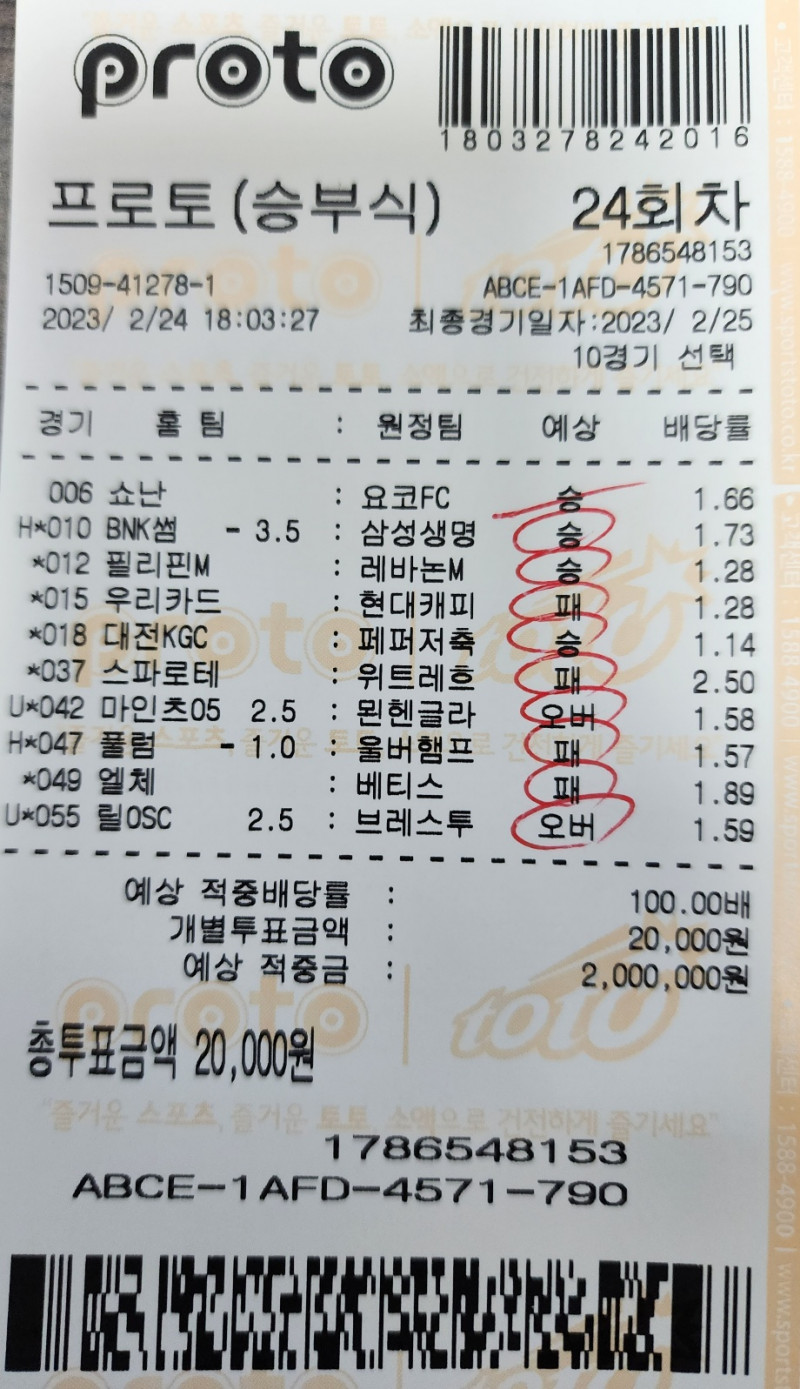 proto
1803278242016
프로토(승부식) 24회차
1786548153
1509-41278-1 ABCE-1AFD-4571-790
2023/ 2/24 18:03:27 최종경기일자:2023/ 2/25
10경기 선택
경기 홈 팀 : 원정팀 예상 배당률
006 쇼난 : 요코FC 승 1.66
H*010 BNK썸 - 3.5 : 삼성생명 승 1.73
*012 필리핀M : 레바논M 승 1.28
*015 우리카드 : 현대캐피 패 1.28
*018 대전KGC : 페퍼저축 승 1.14
*037 스파로테 : 위트레흐 패 2.50
U*042 마인츠05 2.5 : 묀헨글라 오버 1.58
H*047 풀럼 - 1.0 : 울버햄프 패 1.57
*049 엘체 : 베티스 패 1.89
U*055 릴OSC 2.5 : 브레스투 오버 1.59
예상 적중배당률 : 100.00배
개별투표금액 : 20,000원
예상 적중금 : 2,000,000원
proto toto
총투표금액 20,000원
"즐거운 스포츠, 즐거운 토토, 소액으로 건전하게 즐기세요"
1786548153
ABCE-1AFD-4571-790